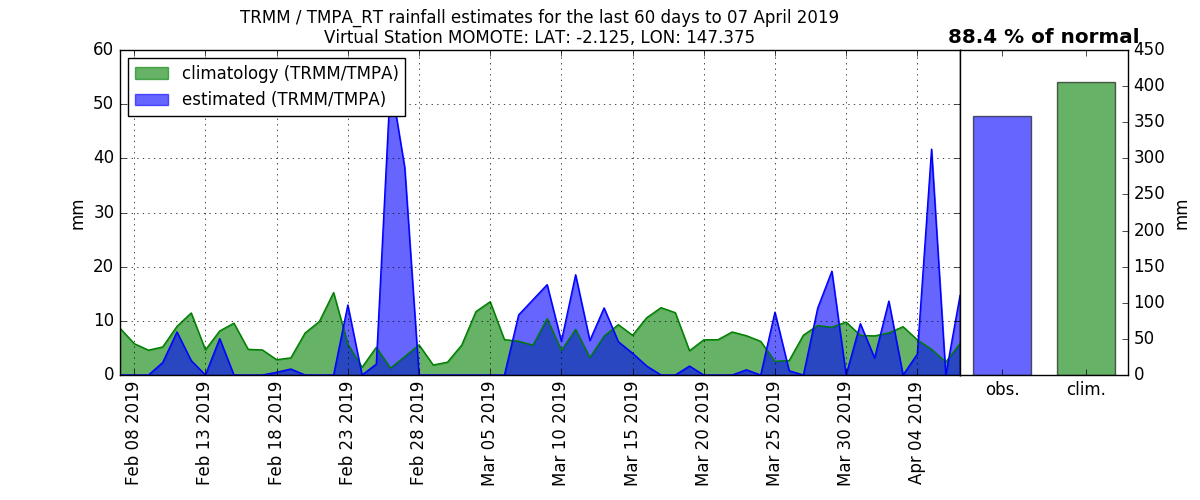 TRMM / TMPA_RT rainfall estimates for the last 60 days to 07 April 2019
Virtual Station MOMOTE: LAT: -2.125, LON: 147.375
88.4 % of normal
climatology (TRMM/TMPA)
estimated (TRMM/TMPA)
60
50
40
30
20
10
0
mm
450
400
350
300
250
200
150
100
50
0
mm
Feb 08 2019
Feb 13 2019
Feb 18 2019
Feb 23 2019
Feb 28 2019
Mar 05 2019
Mar 10 2019
Mar 15 2019
Mar 20 2019
Mar 25 2019
Mar 30 2019
Apr 04 2019
obs.
clim.